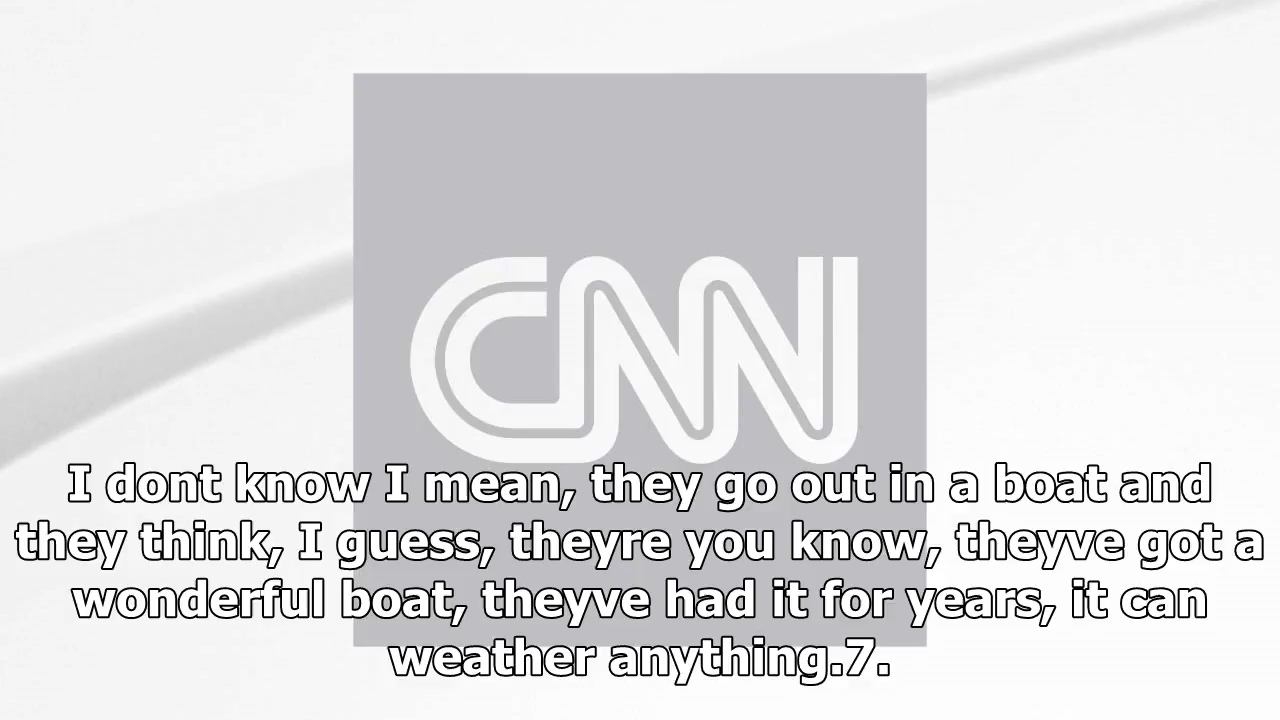 CNN
I dont know I mean, they go out in a boat and
they think, I guess, theyre you know, theyve got a
wonderful boat, theyve had it for years, it can
weather anything.7.